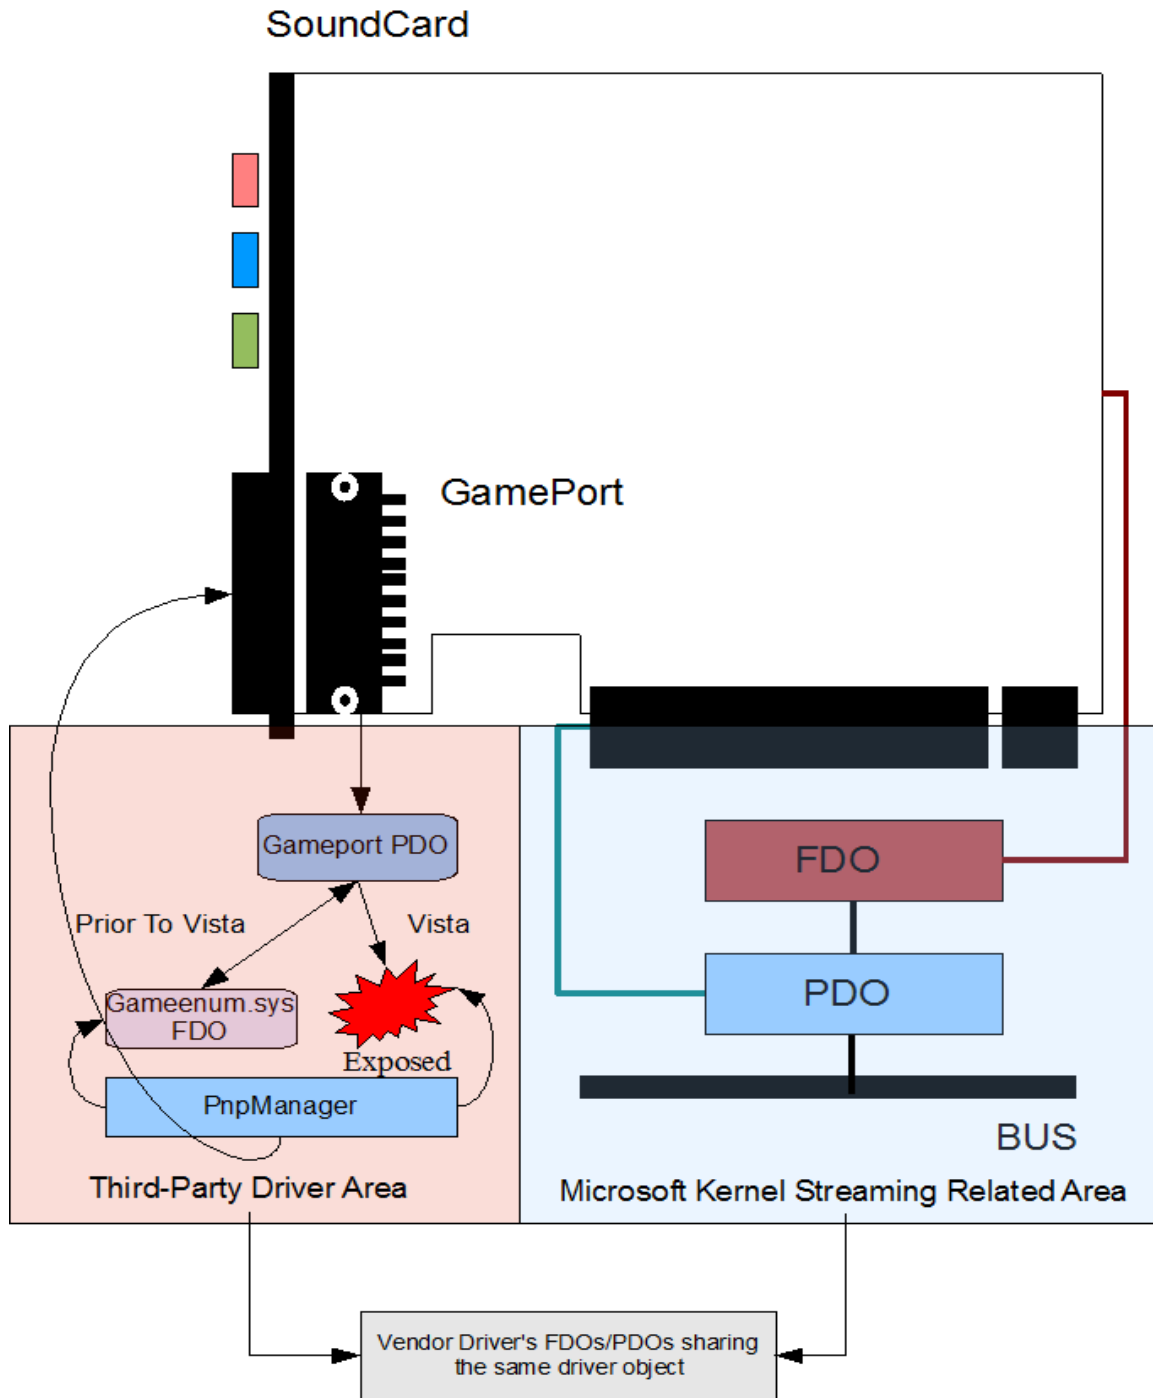 SoundCard
GamePort
Gameport PDO
FDO
Prior To Vista
Vista
PDO
Gameenum.sys
FDO
Exposed
PnpManager
BUS
Third-Party Driver Area
Microsoft Kernel Streaming Related Area
Vendor Driver's FDOs/PDOs sharing
the same driver object